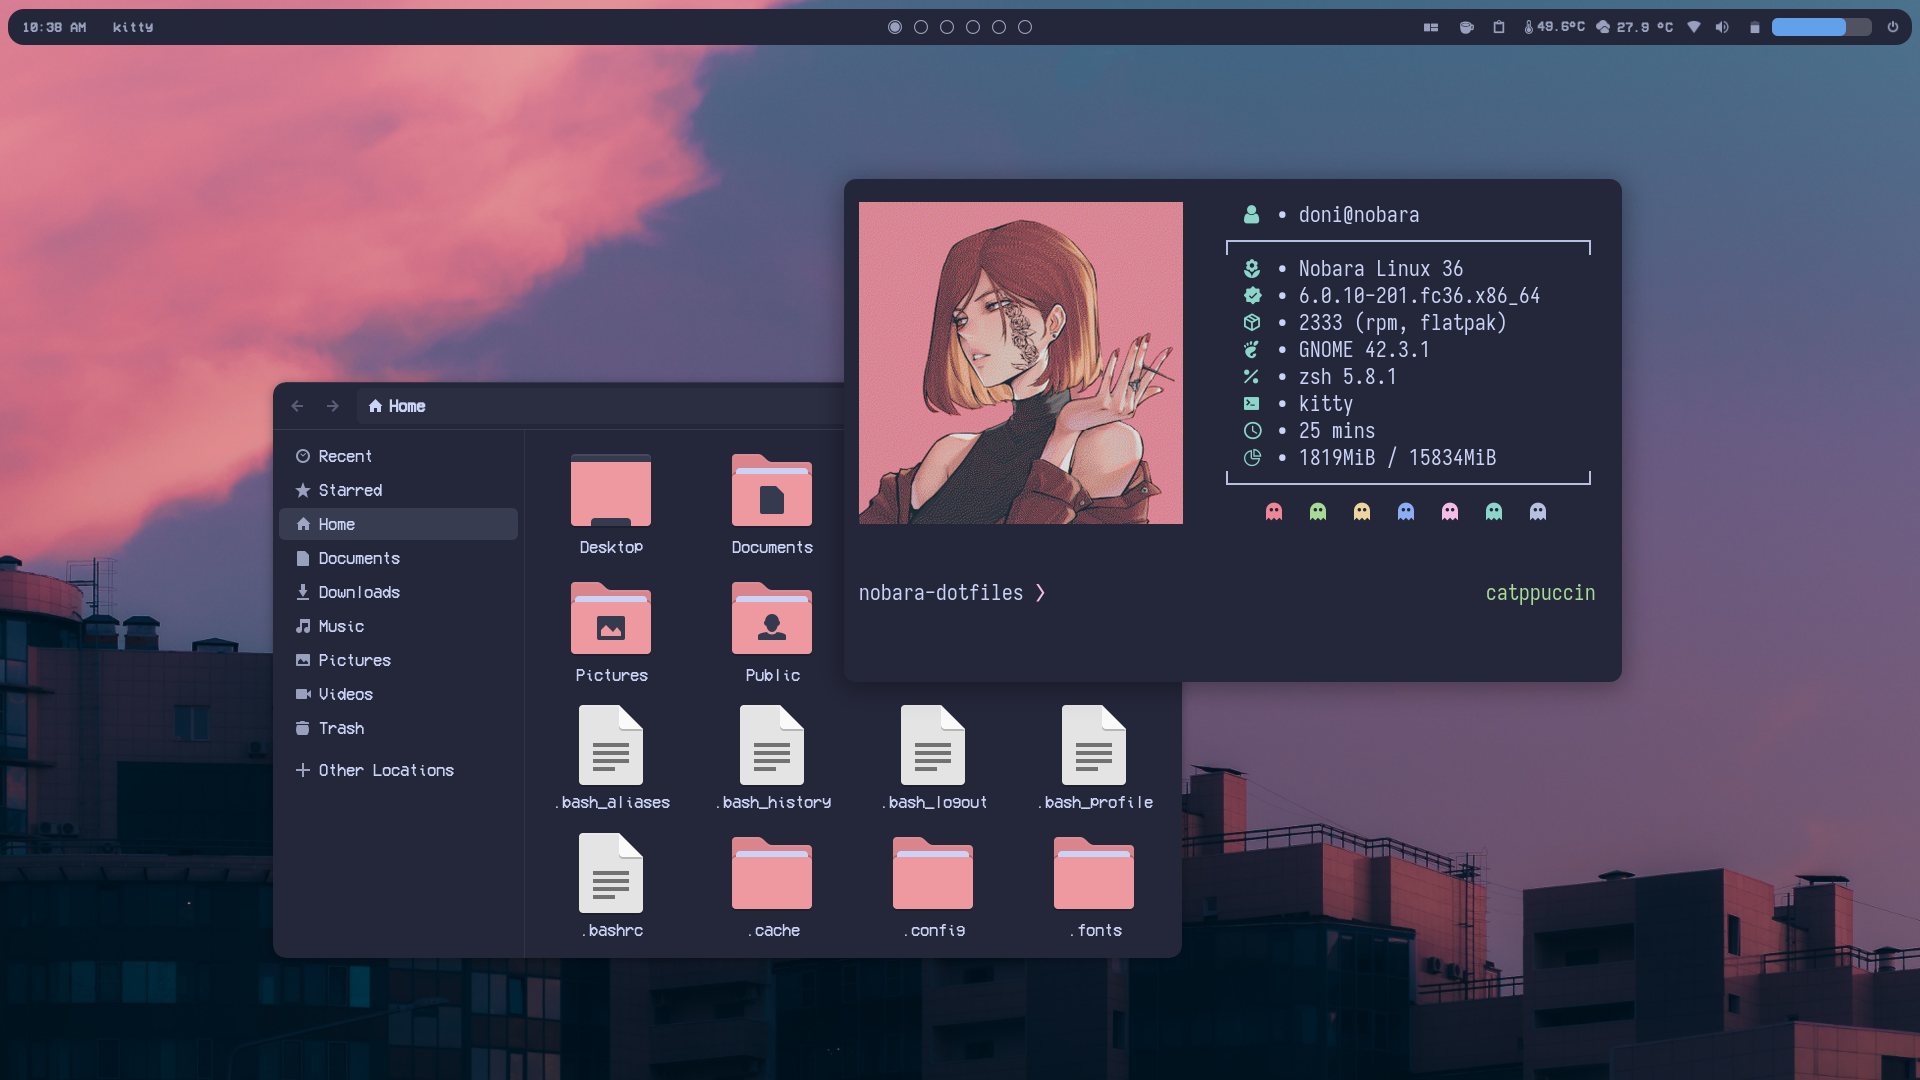 10:38 AM kitty 49.6°C 27.9 °C
Home
Recent
Starred
Home
Documents
Downloads
Music
Pictures
Videos
Trash
Other Locations
Desktop Documents
Pictures Public
.bash_aliases .bash_history .bash_logout .bash_profile
.bashrc .cache .config .fonts
• doni@nobara
• Nobara Linux 36
• 6.0.10-201.fc36.x86_64
• 2333 (rpm, flatpak)
• GNOME 42.3.1
• zsh 5.8.1
• kitty
• 25 mins
• 1819MiB / 15834MiB
nobara-dotfiles ❯ catppuccin